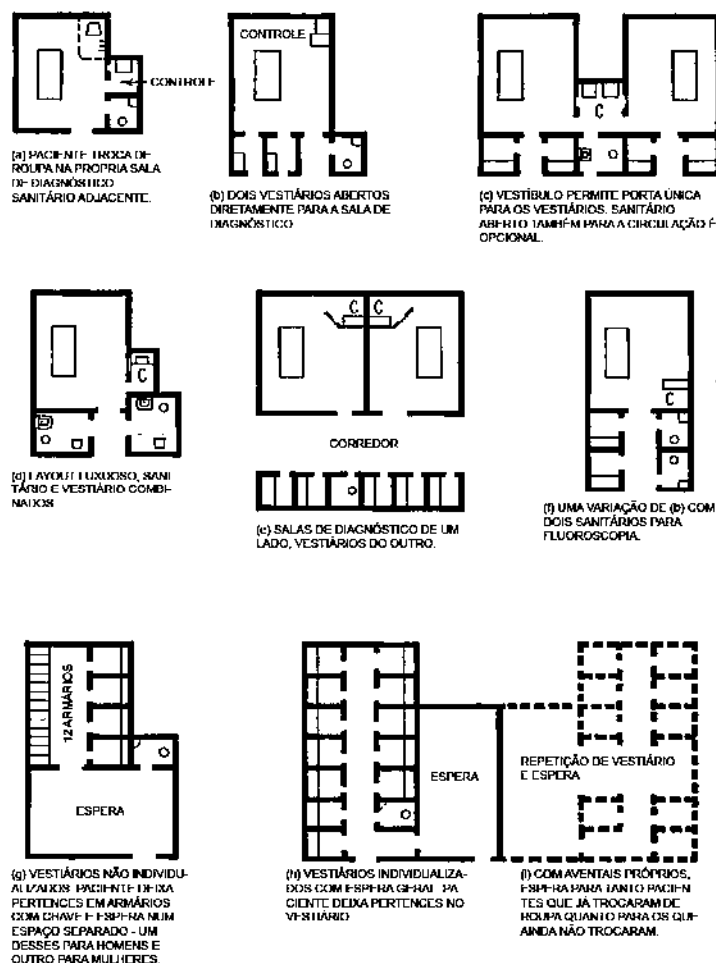 CONTROLE
(a) PACIENTE TROCA DE
ROUPA NA PROPRIA SALA
DE DIAGNÓSTICO
SANITÁRIO ADJACENTE.
CONTROLE
(b) DOIS VESTIÁRIOS ABERTOS
DIRETAMENTE PARA A SALA DE
DIAGNÓSTICO
C
(c) VESTÍBULO PERMITE PORTA ÚNICA
PARA OS VESTIÁRIOS. SANITÁRIO
ABERTO TAMBÉM PARA A CIRCULAÇÃO É
OPCIONAL.
C
(d) LAYOUT LUXUOSO, SANI
TÁRIO E VESTIÁRIO COMBI-
NADOS
C C
CORREDOR
(e) SALAS DE DIAGNÓSTICO DE UM
LADO, VESTIÁRIOS DO OUTRO.
C
(f) UMA VARIAÇÃO DE (b) COM
DOIS SANITÁRIOS PARA
FLUOROSCOPIA.
12 ARMÁRIOS
ESPERA
(g) VESTIÁRIOS NÃO INDIVIDU-
ALIZADOS. PACIENTE DEIXA
PERTENCES EM ARMÁRIOS
COM CHAVE E ESPERA NUM
ESPAÇO SEPARADO - UM
DESSES PARA HOMENS E
OUTRO PARA MULHERES.
ESPERA
(h) VESTIÁRIOS INDIVIDUALIZA-
DOS COM ESPERA GERAL. PA
CIENTE DEIXA PERTENCES NO
VESTIÁRIO
REPETIÇÃO DE VESTIÁRIO
E ESPERA
(i) COM AVENTAIS PRÓPRIOS,
ESPERA PARA TANTO PACIEN
TES QUE JÁ TROCARAM DE
ROUPA QUANTO PARA OS QUE
AINDA NÃO TROCARAM.